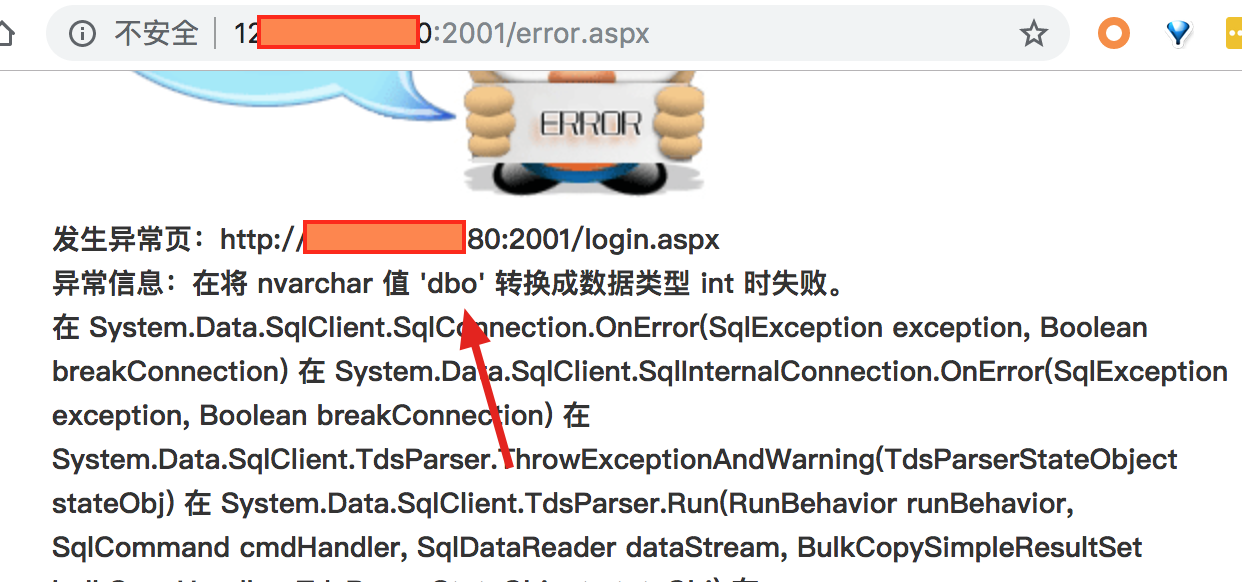 不安全 12 0:2001/error.aspx
ERROR
发生异常页：http:// 80:2001/login.aspx
异常信息：在将 nvarchar 值 'dbo' 转换成数据类型 int 时失败。
在 System.Data.SqlClient.SqlConnection.OnError(SqlException exception, Boolean
breakConnection) 在 System.Data.SqlClient.SqlInternalConnection.OnError(SqlException
exception, Boolean breakConnection) 在
System.Data.SqlClient.TdsParser.ThrowExceptionAndWarning(TdsParserStateObject
stateObj) 在 System.Data.SqlClient.TdsParser.Run(RunBehavior runBehavior,
SqlCommand cmdHandler, SqlDataReader dataStream, BulkCopySimpleResultSet